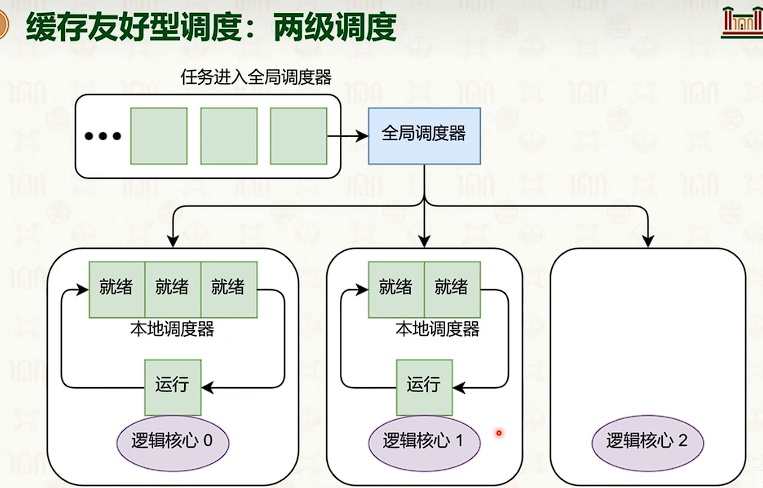 缓存友好型调度：两级调度
任务进入全局调度器
全局调度器
就绪 就绪 就绪
本地调度器
运行
逻辑核心 0
就绪 就绪
本地调度器
运行
逻辑核心 1
逻辑核心 2